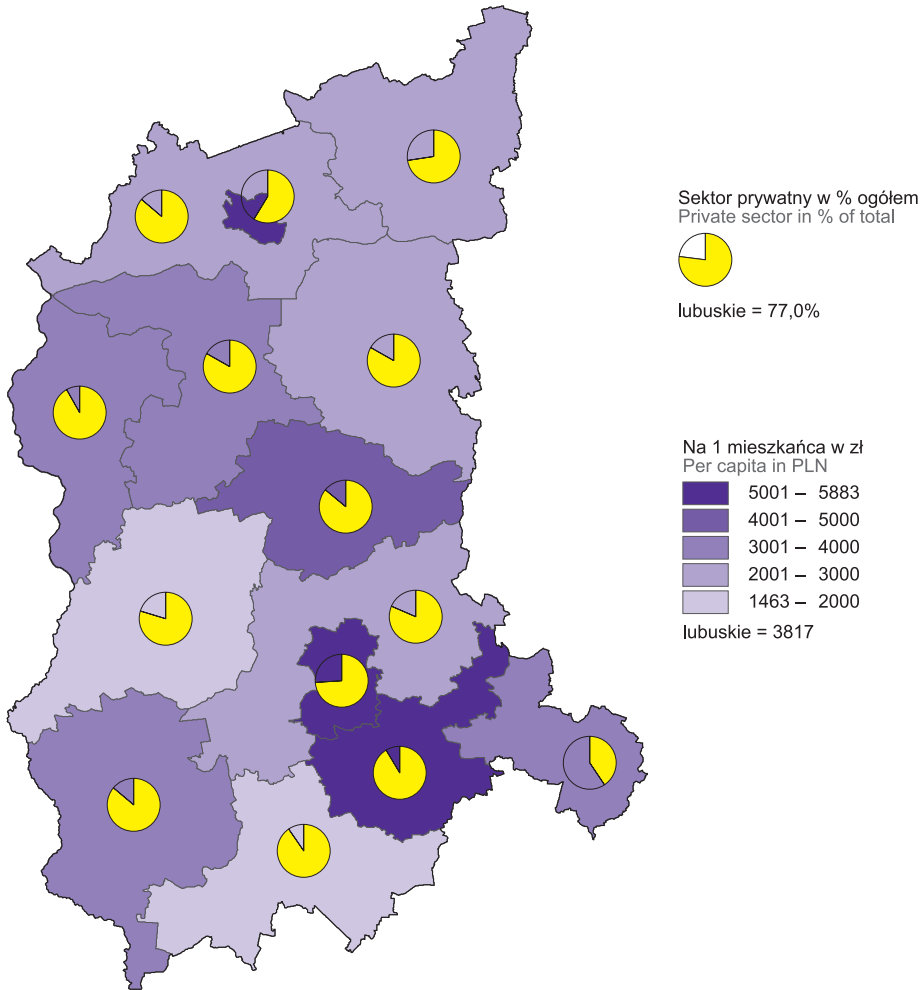 Sektor prywatny w % ogółem
Private sector in % of total
lubuskie = 77,0%
Na 1 mieszkańca w zł
Per capita in PLN
5001 – 5883
4001 – 5000
3001 – 4000
2001 – 3000
1463 – 2000
lubuskie = 3817